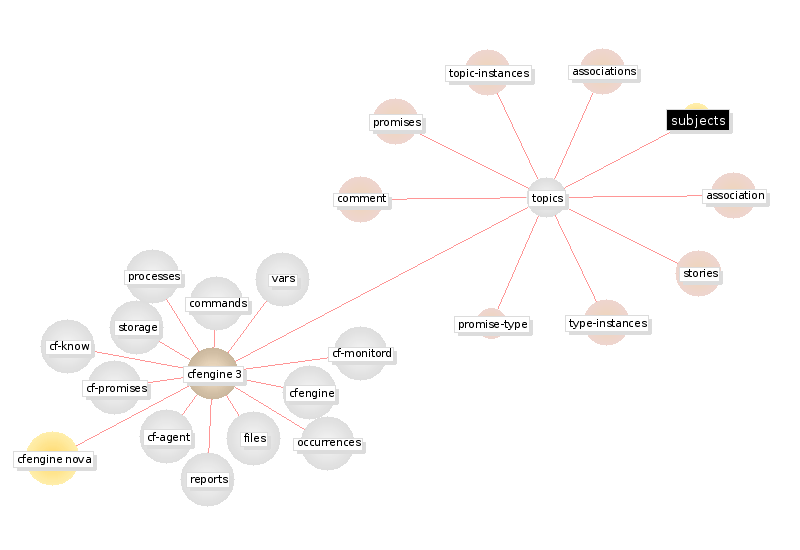 topic-instances
associations
promises
subjects
comment
topics
association
stories
promise-type
type-instances
processes
vars
commands
storage
cf-know
cf-monitord
cfengine 3
cf-promises
cfengine
cf-agent
files
occurrences
cfengine nova
reports